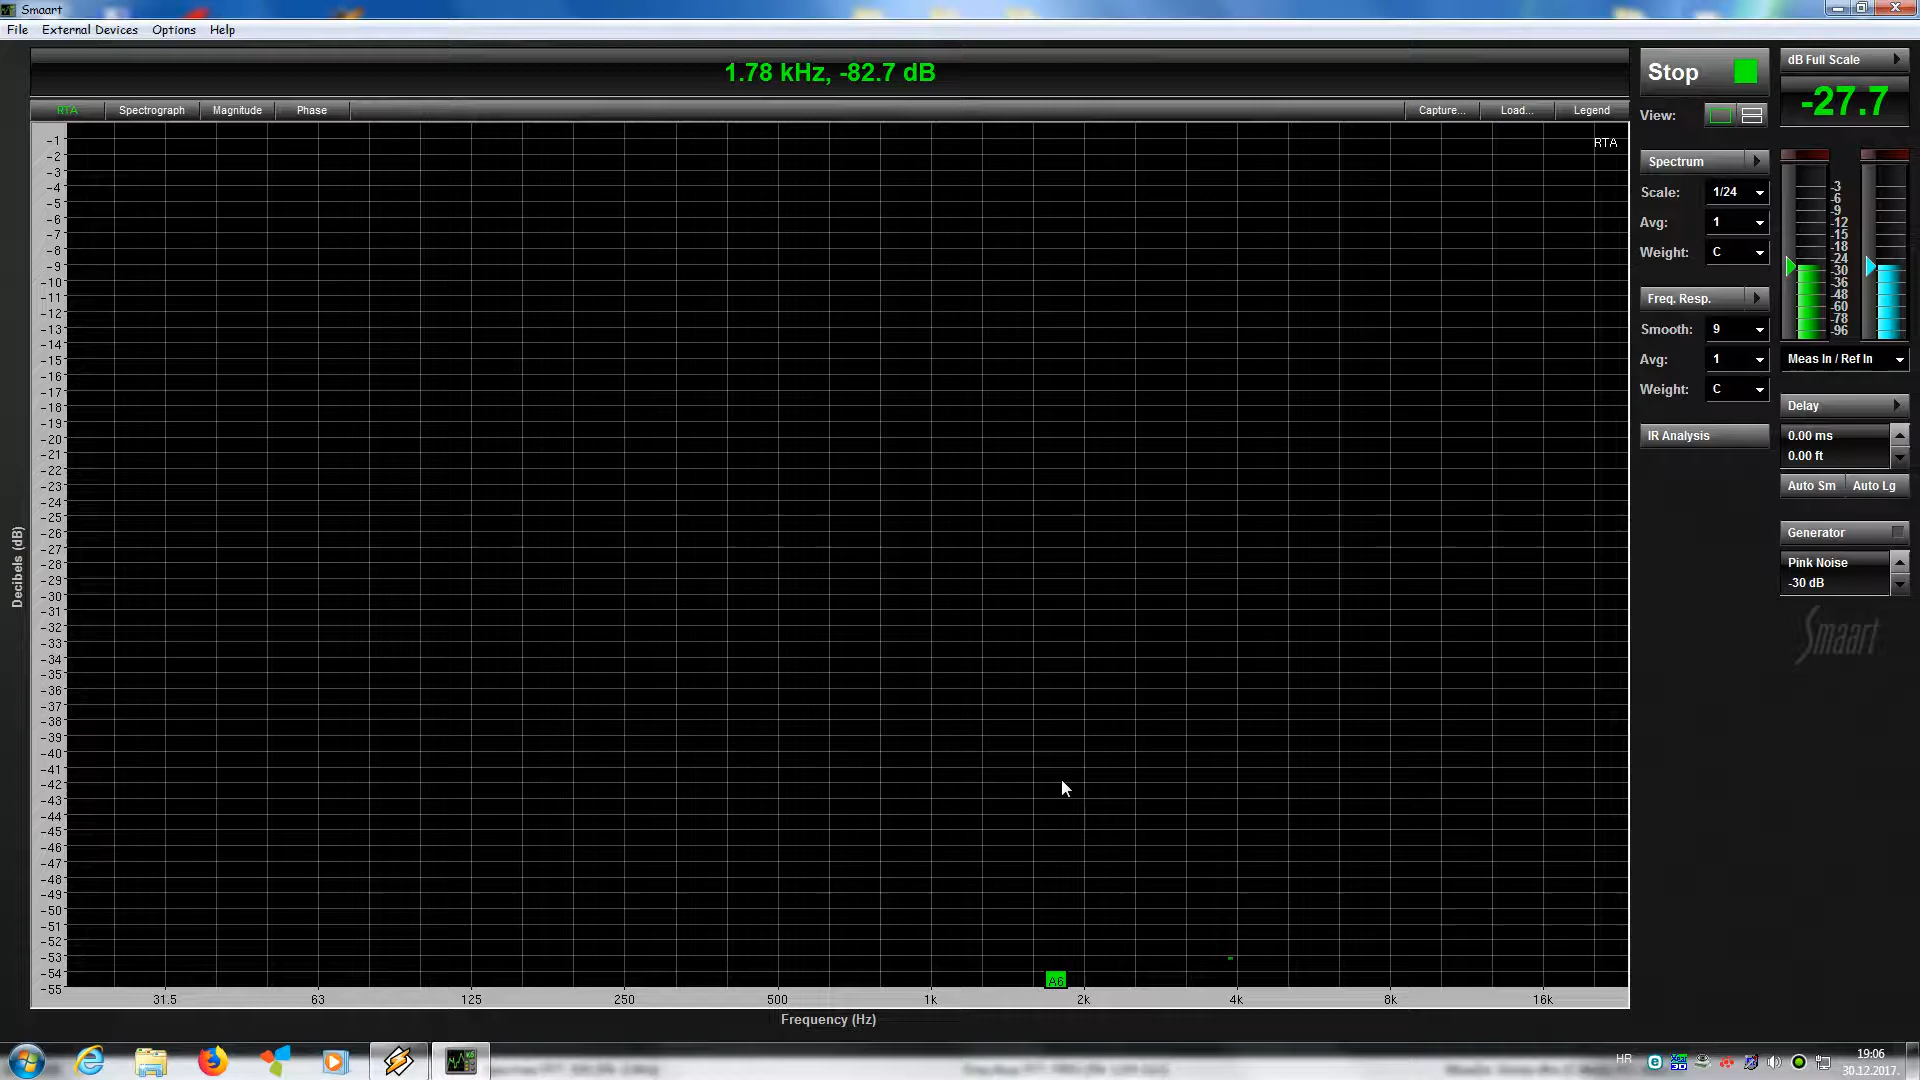 Smaart
File External Devices Options Help
1.78 kHz, -82.7 dB
RTA Spectrograph Magnitude Phase Capture... Load... Legend
RTA
-1
-2
-3
-4
-5
-6
-7
-8
-9
-10
-11
-12
-13
-14
-15
-16
-17
-18
-19
-20
-21
-22
-23
-24
-25
-26
-27
-28
-29
-30
-31
-32
-33
-34
-35
-36
-37
-38
-39
-40
-41
-42
-43
-44
-45
-46
-47
-48
-49
-50
-51
-52
-53
-54
-55
Decibels (dB)
A6
31.5 63 125 250 500 1k 2k 4k 8k 16k
Frequency (Hz)
Stop
View:
Spectrum
Scale: 1/24
Avg: 1
Weight: C
Freq. Resp.
Smooth: 9
Avg: 1
Weight: C
IR Analysis
dB Full Scale
-27.7
-3
-6
-9
-12
-15
-18
-24
-30
-36
-48
-60
-78
-96
Meas In / Ref In
Delay
0.00 ms
0.00 ft
Auto Sm Auto Lg
Generator
Pink Noise
-30 dB
Smaart
HR
19:06
30.12.2017.